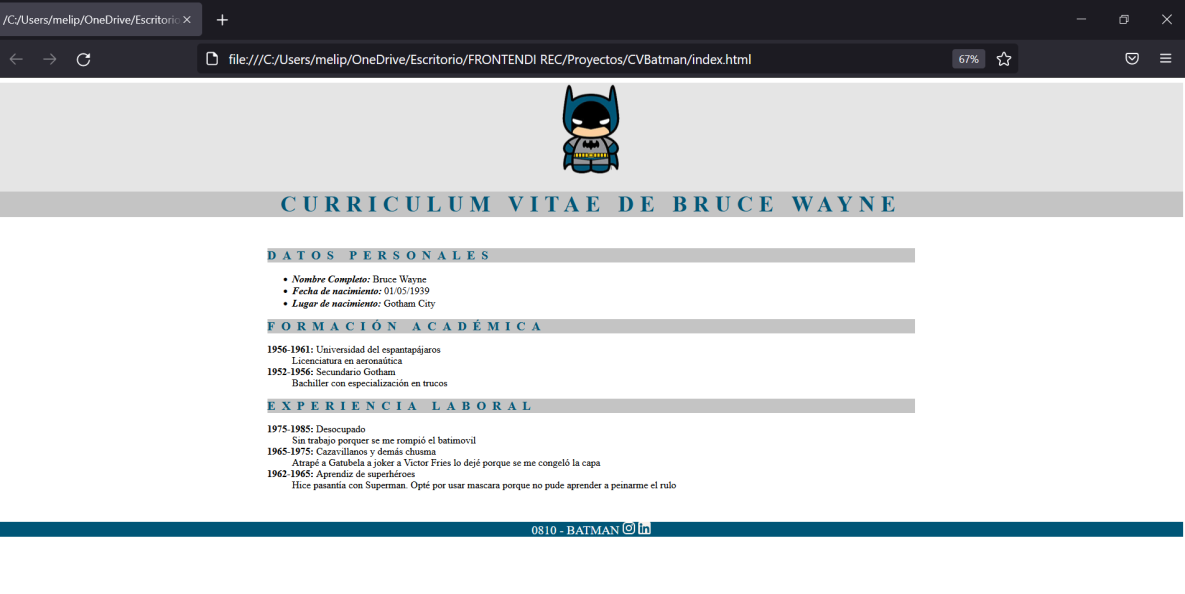 /C:/Users/melip/OneDrive/Escritorio
file:///C:/Users/melip/OneDrive/Escritorio/FRONTENDI REC/Proyectos/CVBatman/index.html
67%
CURRICULUM VITAE DE BRUCE WAYNE
DATOS PERSONALES
• Nombre Completo: Bruce Wayne
• Fecha de nacimiento: 01/05/1939
• Lugar de nacimiento: Gotham City
FORMACIÓN ACADÉMICA
1956-1961: Universidad del espantapájaros
Licenciatura en aeronaútica
1952-1956: Secundario Gotham
Bachiller con especialización en trucos
EXPERIENCIA LABORAL
1975-1985: Desocupado
Sin trabajo porquer se me rompió el batimovil
1965-1975: Cazavillanos y demás chusma
Atrapé a Gatubela a joker a Victor Fries lo dejé porque se me congeló la capa
1962-1965: Aprendiz de superhéroes
Hice pasantía con Superman. Opté por usar mascara porque no pude aprender a peinarme el rulo
0810 - BATMAN in